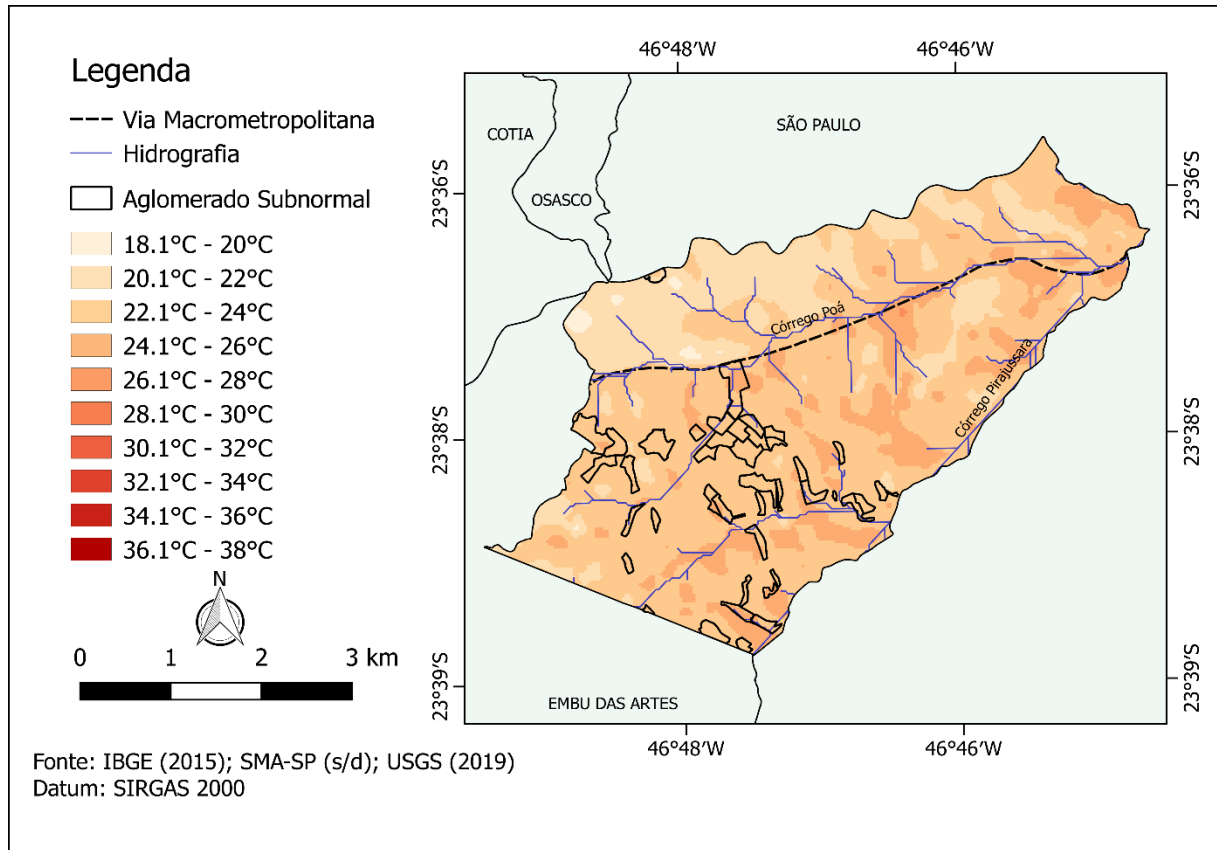 Legenda
Via Macrometropolitana
Hidrografia
Aglomerado Subnormal
18.1°C - 20°C
20.1°C - 22°C
22.1°C - 24°C
24.1°C - 26°C
26.1°C - 28°C
28.1°C - 30°C
30.1°C - 32°C
32.1°C - 34°C
34.1°C - 36°C
36.1°C - 38°C
N
0 1 2 3 km
46°48'W 46°46'W
COTIA
OSASCO
SÃO PAULO
23°36'S 23°36'S
Córrego Poá
Córrego Pirajussara
23°38'S 23°38'S
23°39'S 23°39'S
EMBU DAS ARTES
46°48'W 46°46'W
Fonte: IBGE (2015); SMA-SP (s/d); USGS (2019)
Datum: SIRGAS 2000